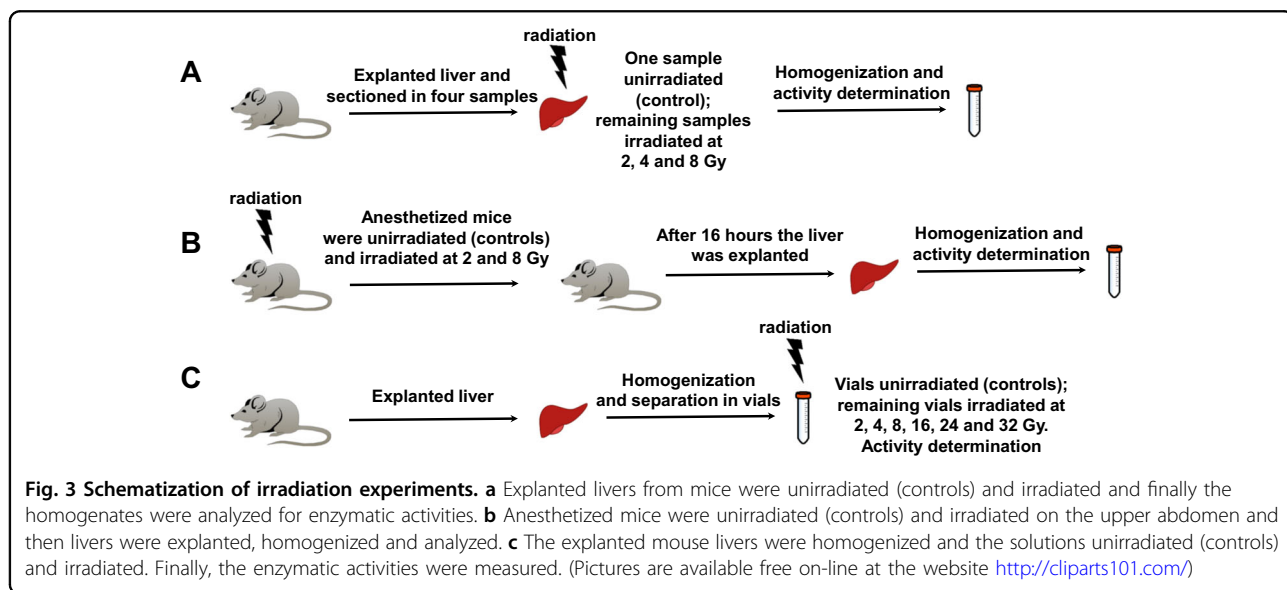 radiation
A
Explanted liver and
sectioned in four samples
One sample
unirradiated
(control);
remaining samples
irradiated at
2, 4 and 8 Gy
Homogenization and
activity determination
radiation
B
Anesthetized mice
were unirradiated (controls)
and irradiated at 2 and 8 Gy
After 16 hours the liver
was explanted
Homogenization and
activity determination
radiation
C
Explanted liver
Homogenization
and separation in vials
Vials unirradiated (controls);
remaining vials irradiated at
2, 4, 8, 16, 24 and 32 Gy.
Activity determination
Fig. 3 Schematization of irradiation experiments. a Explanted livers from mice were unirradiated (controls) and irradiated and finally the
homogenates were analyzed for enzymatic activities. b Anesthetized mice were unirradiated (controls) and irradiated on the upper abdomen and
then livers were explanted, homogenized and analyzed. c The explanted mouse livers were homogenized and the solutions unirradiated (controls)
and irradiated. Finally, the enzymatic activities were measured. (Pictures are available free on-line at the website http://cliparts101.com/)